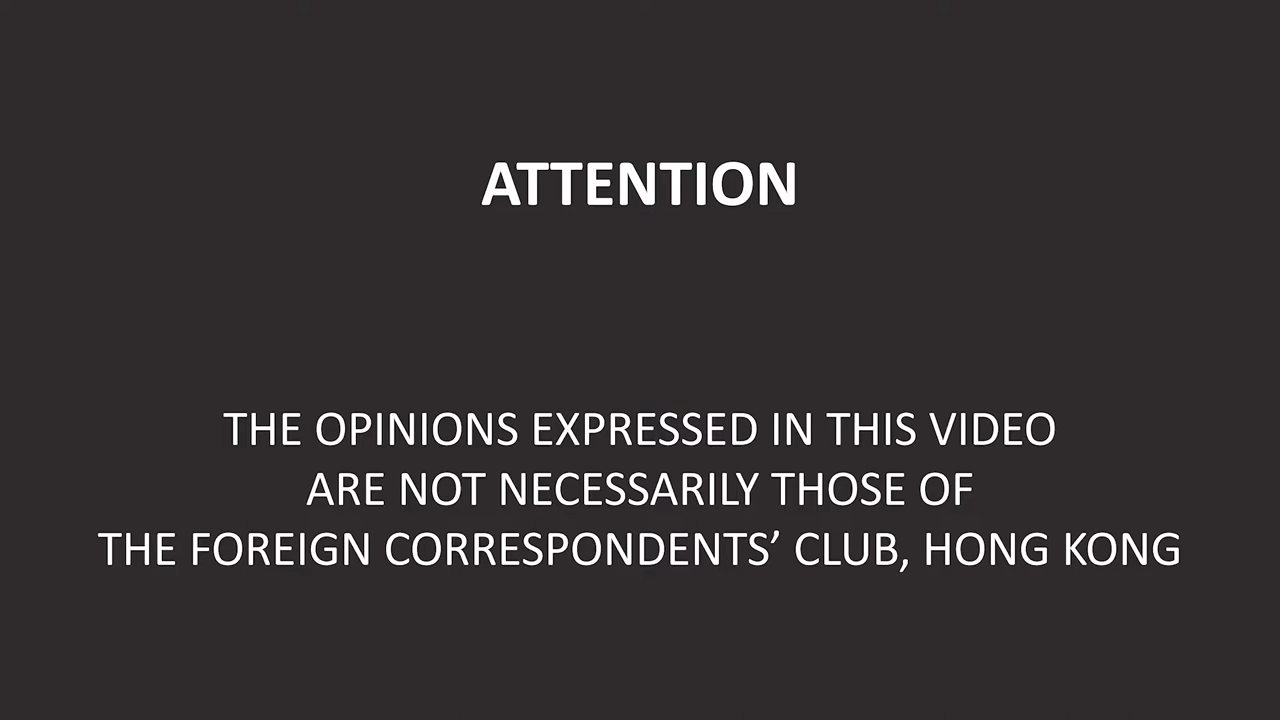 ATTENTION
THE OPINIONS EXPRESSED IN THIS VIDEO
ARE NOT NECESSARILY THOSE OF
THE FOREIGN CORRESPONDENTS’ CLUB, HONG KONG